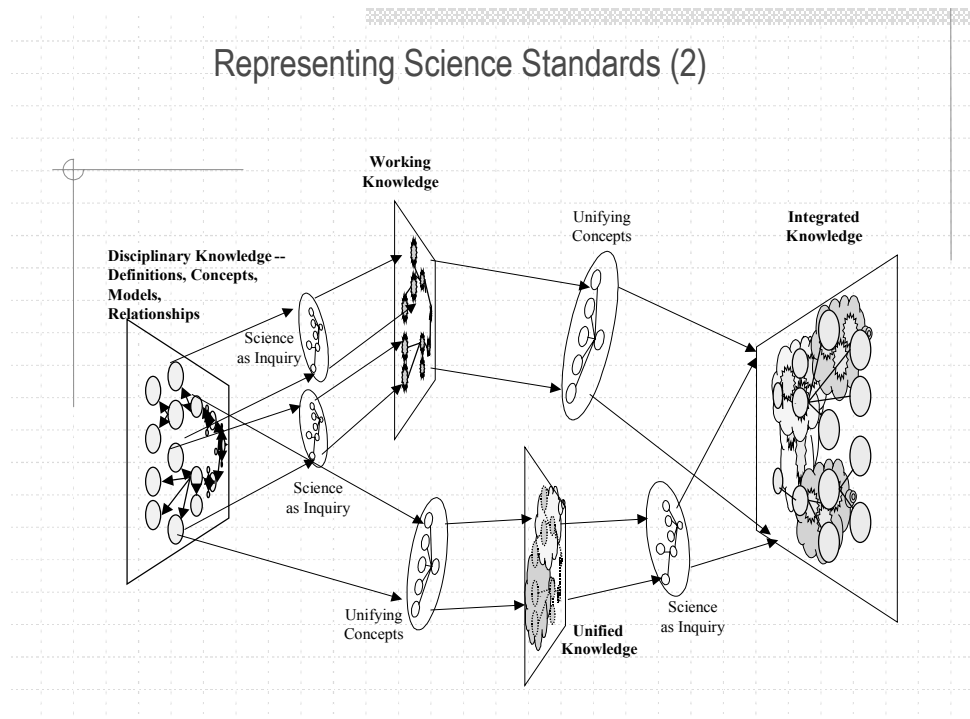 Representing Science Standards (2)
Working
Knowledge
Unifying
Concepts
Integrated
Knowledge
Disciplinary Knowledge --
Definitions, Concepts,
Models,
Relationships
Science
as Inquiry
Science
as Inquiry
Unifying
Concepts
Unified
Knowledge
Science
as Inquiry